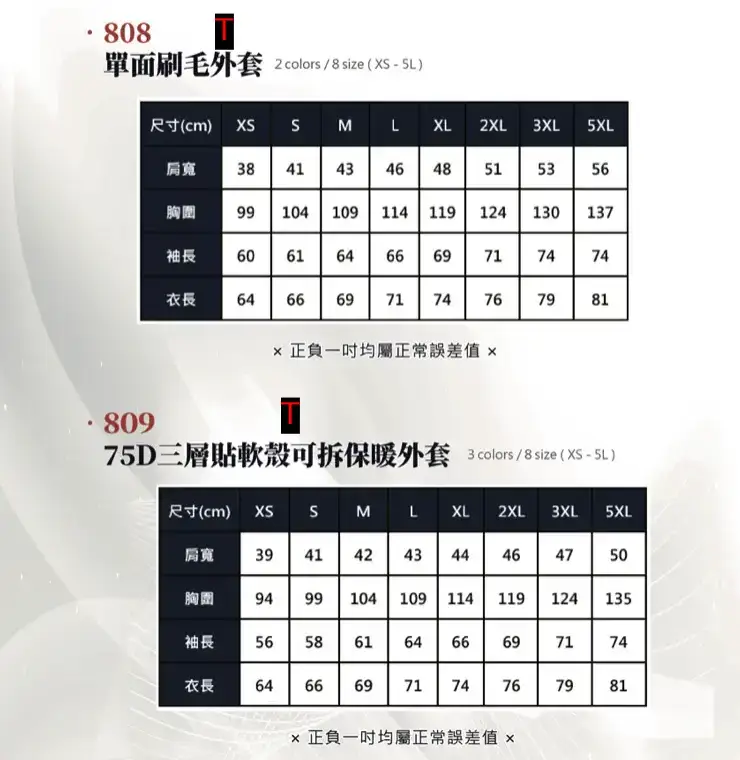 · 808 T
單面刷毛外套 2 colors / 8 size ( XS - 5L )
尺寸(cm) XS S M L XL 2XL 3XL 5XL
肩寬 38 41 43 46 48 51 53 56
胸圍 99 104 109 114 119 124 130 137
袖長 60 61 64 66 69 71 74 74
衣長 64 66 69 71 74 76 79 81
× 正負一吋均屬正常誤差值 ×
· 809 T
75D三層貼軟殼可拆保暖外套 3 colors / 8 size ( XS - 5L )
尺寸(cm) XS S M L XL 2XL 3XL 5XL
肩寬 39 41 42 43 44 46 47 50
胸圍 94 99 104 109 114 119 124 135
袖長 56 58 61 64 66 69 71 74
衣長 64 66 69 71 74 76 79 81
× 正負一吋均屬正常誤差值 ×